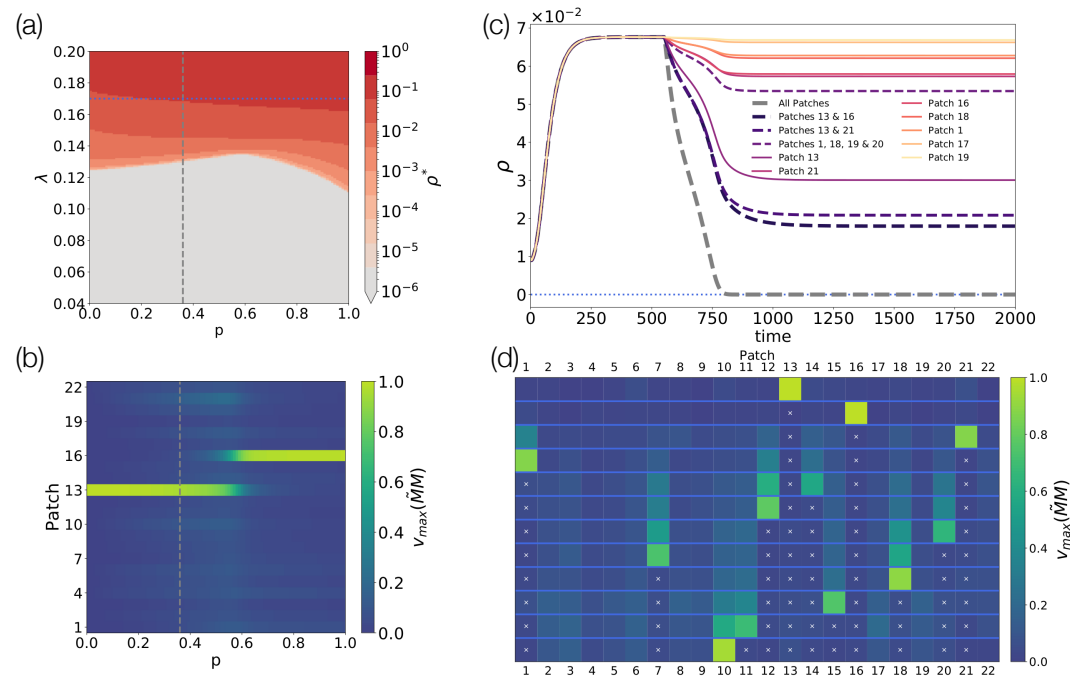 (a)
0.20
0.18
0.16
0.14
0.12
0.10
0.08
0.06
0.04
λ
0.0 0.2 0.4 0.6 0.8 1.0
p
10⁰
10⁻¹
10⁻²
10⁻³
10⁻⁴
10⁻⁵
10⁻⁶
ρ*
(c)
×10⁻²
7
6
5
4
3
2
1
0
ρ
0 250 500 750 1000 1250 1500 1750 2000
time
All Patches
Patches 13 & 16
Patches 13 & 21
Patches 1, 18, 19 & 20
Patch 13
Patch 21
Patch 16
Patch 18
Patch 1
Patch 17
Patch 19
(b)
22
19
16
13
10
7
4
1
Patch
0.0 0.2 0.4 0.6 0.8 1.0
p
1.0
0.8
0.6
0.4
0.2
0.0
v_max(M̃M)
(d)
Patch
1 2 3 4 5 6 7 8 9 10 11 12 13 14 15 16 17 18 19 20 21 22
1 2 3 4 5 6 7 8 9 10 11 12 13 14 15 16 17 18 19 20 21 22
1.0
0.8
0.6
0.4
0.2
0.0
v_max(M̃M)